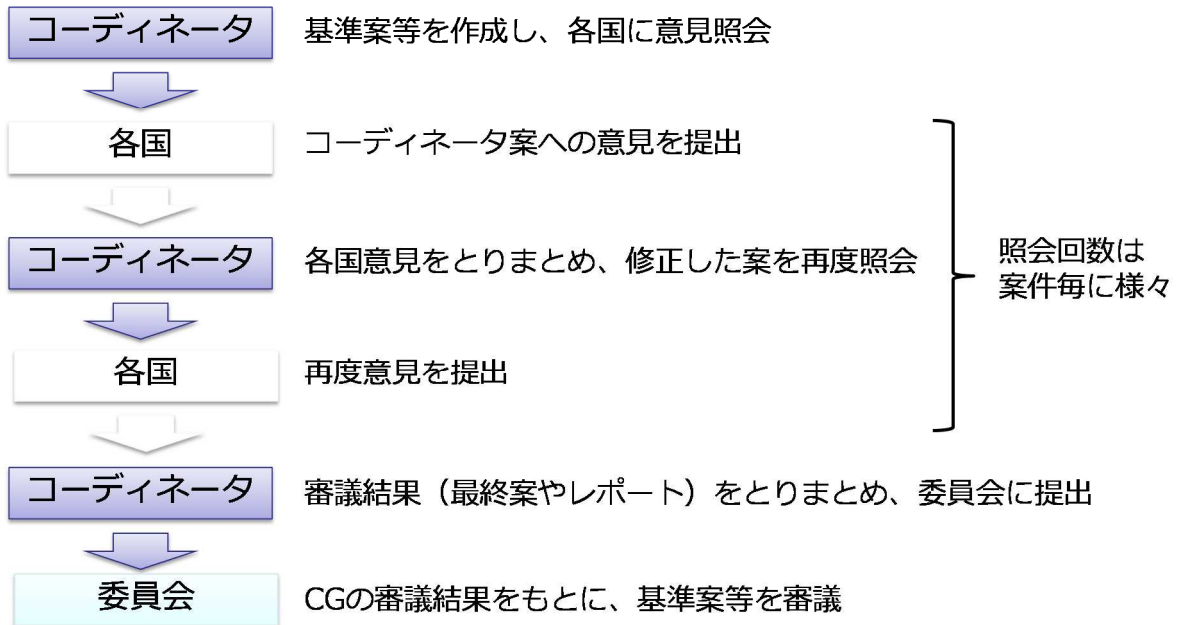 コーディネータ
基準案等を作成し、各国に意見照会
各国
コーディネータ案への意見を提出
コーディネータ
各国意見をとりまとめ、修正した案を再度照会
照会回数は
案件毎に様々
各国
再度意見を提出
コーディネータ
審議結果（最終案やレポート）をとりまとめ、委員会に提出
委員会
CGの審議結果をもとに、基準案等を審議